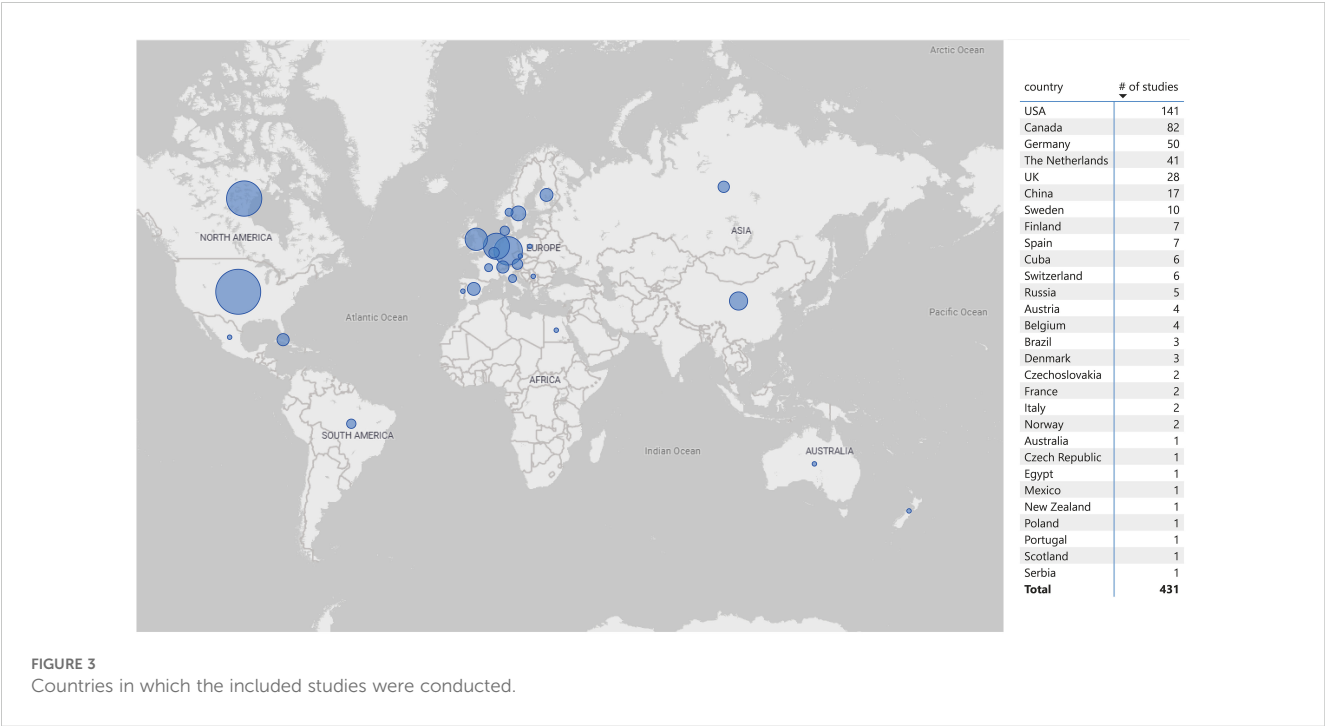 Arctic Ocean
NORTH AMERICA
EUROPE
ASIA
Atlantic Ocean
Pacific Ocean
AFRICA
SOUTH AMERICA
Indian Ocean
AUSTRALIA
country # of studies
USA 141
Canada 82
Germany 50
The Netherlands 41
UK 28
China 17
Sweden 10
Finland 7
Spain 7
Cuba 6
Switzerland 6
Russia 5
Austria 4
Belgium 4
Brazil 3
Denmark 3
Czechoslovakia 2
France 2
Italy 2
Norway 2
Australia 1
Czech Republic 1
Egypt 1
Mexico 1
New Zealand 1
Poland 1
Portugal 1
Scotland 1
Serbia 1
Total 431
FIGURE 3
Countries in which the included studies were conducted.